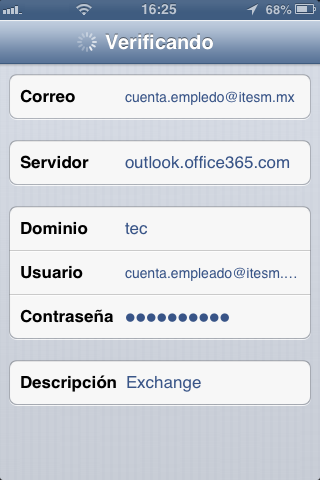 16:25 68%
Verificando
Correo cuenta.empledo@itesm.mx
Servidor outlook.office365.com
Dominio tec
Usuario cuenta.empleado@itesm....
Contraseña ●●●●●●●●●●
Descripción Exchange